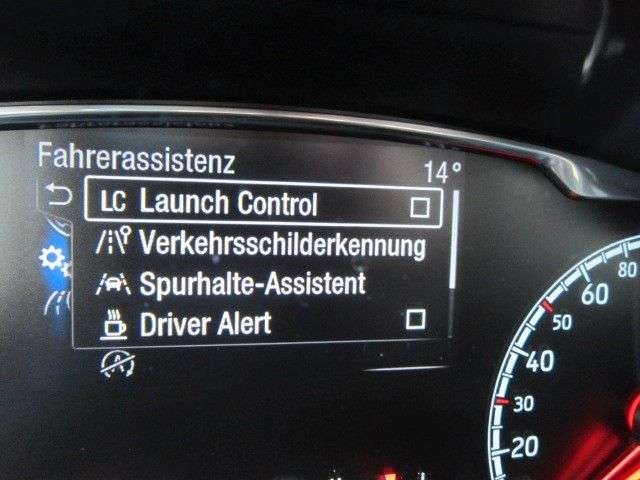 Fahrerassistenz
14°
LC Launch Control
Verkehrsschilderkennung
Spurhalte-Assistent
Driver Alert
A
80
60
50
40
30
20